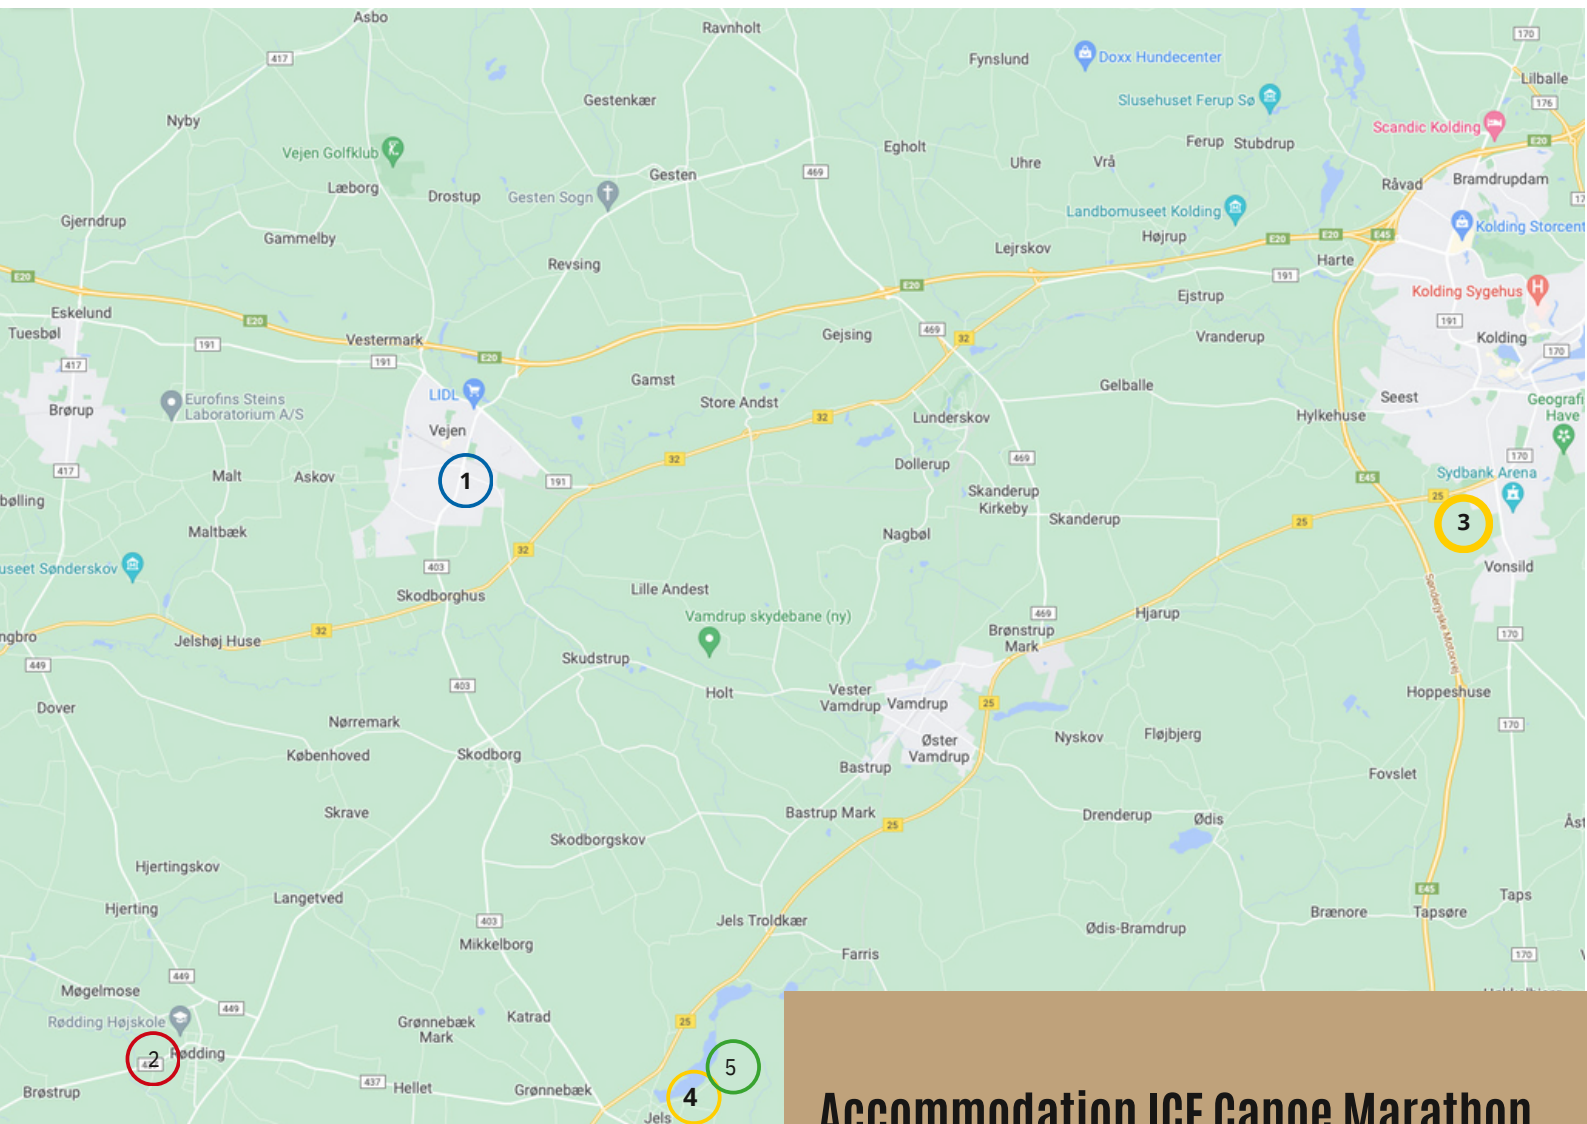 Asbo
Ravnholt
170
417
Fynslund
Doxx Hundecenter
Lilballe
Gestenkær
Slusehuset Ferup Sø
176
Nyby
Scandic Kolding
E20
Vejen Golfklub
Egholt
Ferup
Stubdrup
Uhre
Vrå
Læborg
Drostup
Gesten Sogn
Gesten
469
Råvad
Bramdrupdam
Gjerndrup
Gammelby
Landbomuseet Kolding
Højrup
E20
E20
E45
Kolding Storcent
Lejrskov
Revsing
Harte
E20
E20
191
Kolding Sygehus
Ejstrup
Eskelund
Tuesbøl
E20
191
Vestermark
191
E20
Gejsing
469
32
Vranderup
191
Kolding
170
417
Gamst
Gelballe
LIDL
Eurofins Steins
Laboratorium A/S
Brørup
Store Andst
32
Lunderskov
Hylkehuse
Seest
Geografi
Have
Vejen
417
32
Dollerup
469
170
Malt
Askov
1
191
Skanderup
Kirkeby
E45
Sydbank Arena
25
bølling
Skanderup
25
3
Maltbæk
Nagbøl
32
useet Sønderskov
403
Vonsild
Skodborghus
Lille Andest
Sønderjyske Motorvej
Vamdrup skydebane (ny)
469
Hjarup
ngbro
Jelshøj Huse
32
Brønstrup
Mark
170
449
Skudstrup
403
Holt
Vester
Vamdrup
Vamdrup
25
Hoppeshuse
Dover
Nørremark
170
Københoved
Skodborg
Øster
Vamdrup
Nyskov
Fløjbjerg
Bastrup
Fovslet
Skrave
Bastrup Mark
25
Drenderup
Ødis
Åst
Skodborgskov
Hjertingskov
E45
Langetved
Taps
Hjerting
403
Jels Troldkær
Brænore
Tapsøre
Mikkelborg
Ødis-Bramdrup
Farris
170
449
Møgelmose
449
Rødding Højskole
Grønnebæk
Mark
Katrad
25
2
Rødding
5
437
Hellet
Grønnebæk
Brøstrup
4
Jels
Accommodation ICF Canoe Marathon